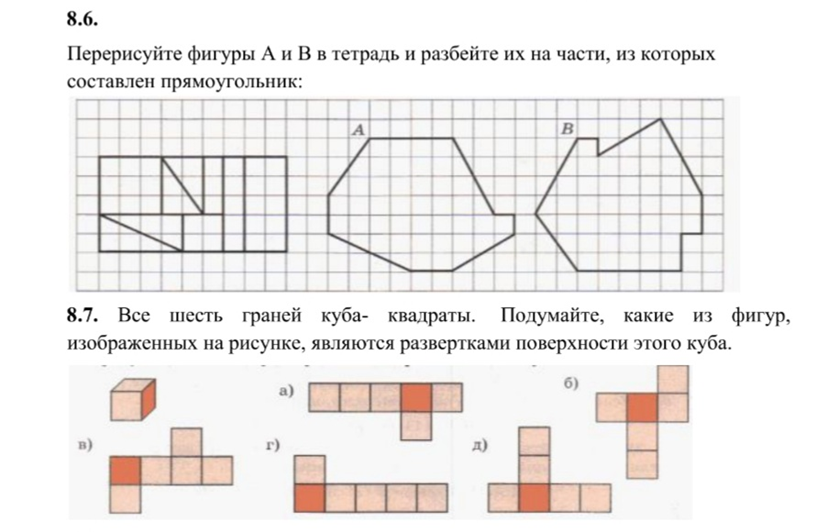 8.6.
Перерисуйте фигуры А и В в тетрадь и разбейте их на части, из которых
составлен прямоугольник:
A B
8.7. Все шесть граней куба- квадраты. Подумайте, какие из фигур,
изображенных на рисунке, являются развертками поверхности этого куба.
а) б)
в) г) д)